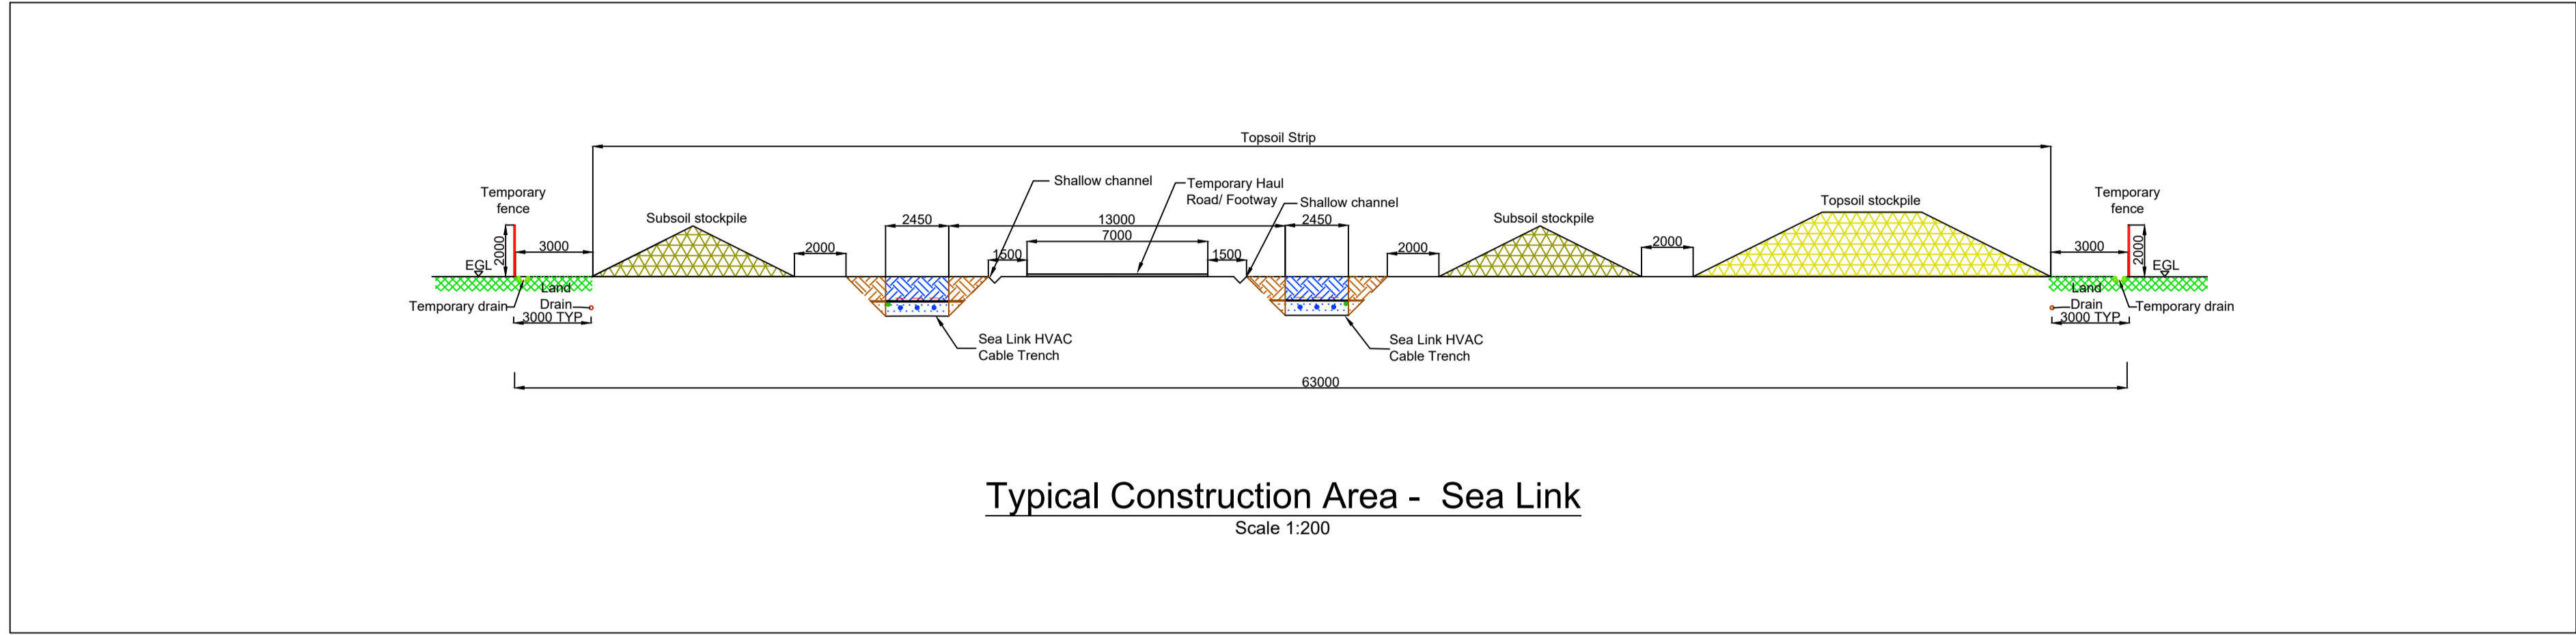 Topsoil Strip
Temporary
fence
Subsoil stockpile
Shallow channel
Temporary Haul
Road/ Footway
Shallow channel
Subsoil stockpile
Topsoil stockpile
Temporary
fence
2000
3000
2000
2450
13000
7000
1500
1500
2450
2000
2000
3000
2000
EGL
EGL
Land
Drain
Temporary drain
3000 TYP
Land
Drain
Temporary drain
3000 TYP
Sea Link HVAC
Cable Trench
Sea Link HVAC
Cable Trench
63000
Typical Construction Area - Sea Link
Scale 1:200